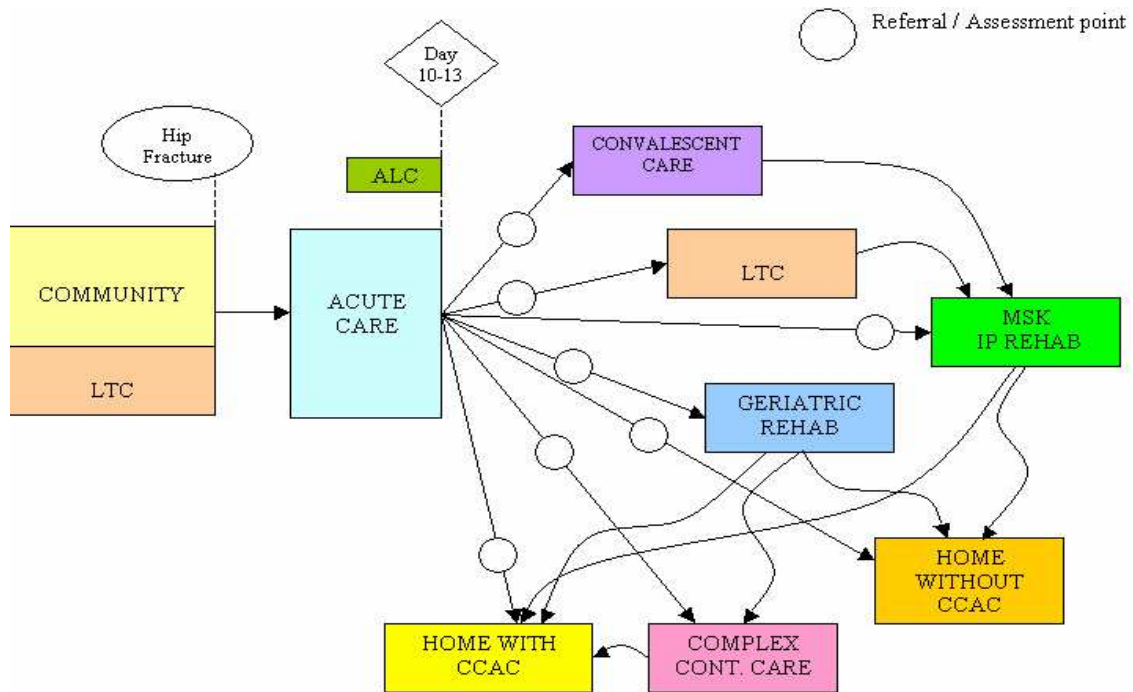 Referral / Assessment point
Day
10-13
Hip
Fracture
CONVALESCENT
CARE
ALC
COMMUNITY
LTC
ACUTE
CARE
LTC
MSK
IP REHAB
GERIATRIC
REHAB
HOME
WITHOUT
CCAC
HOME WITH
CCAC
COMPLEX
CONT. CARE